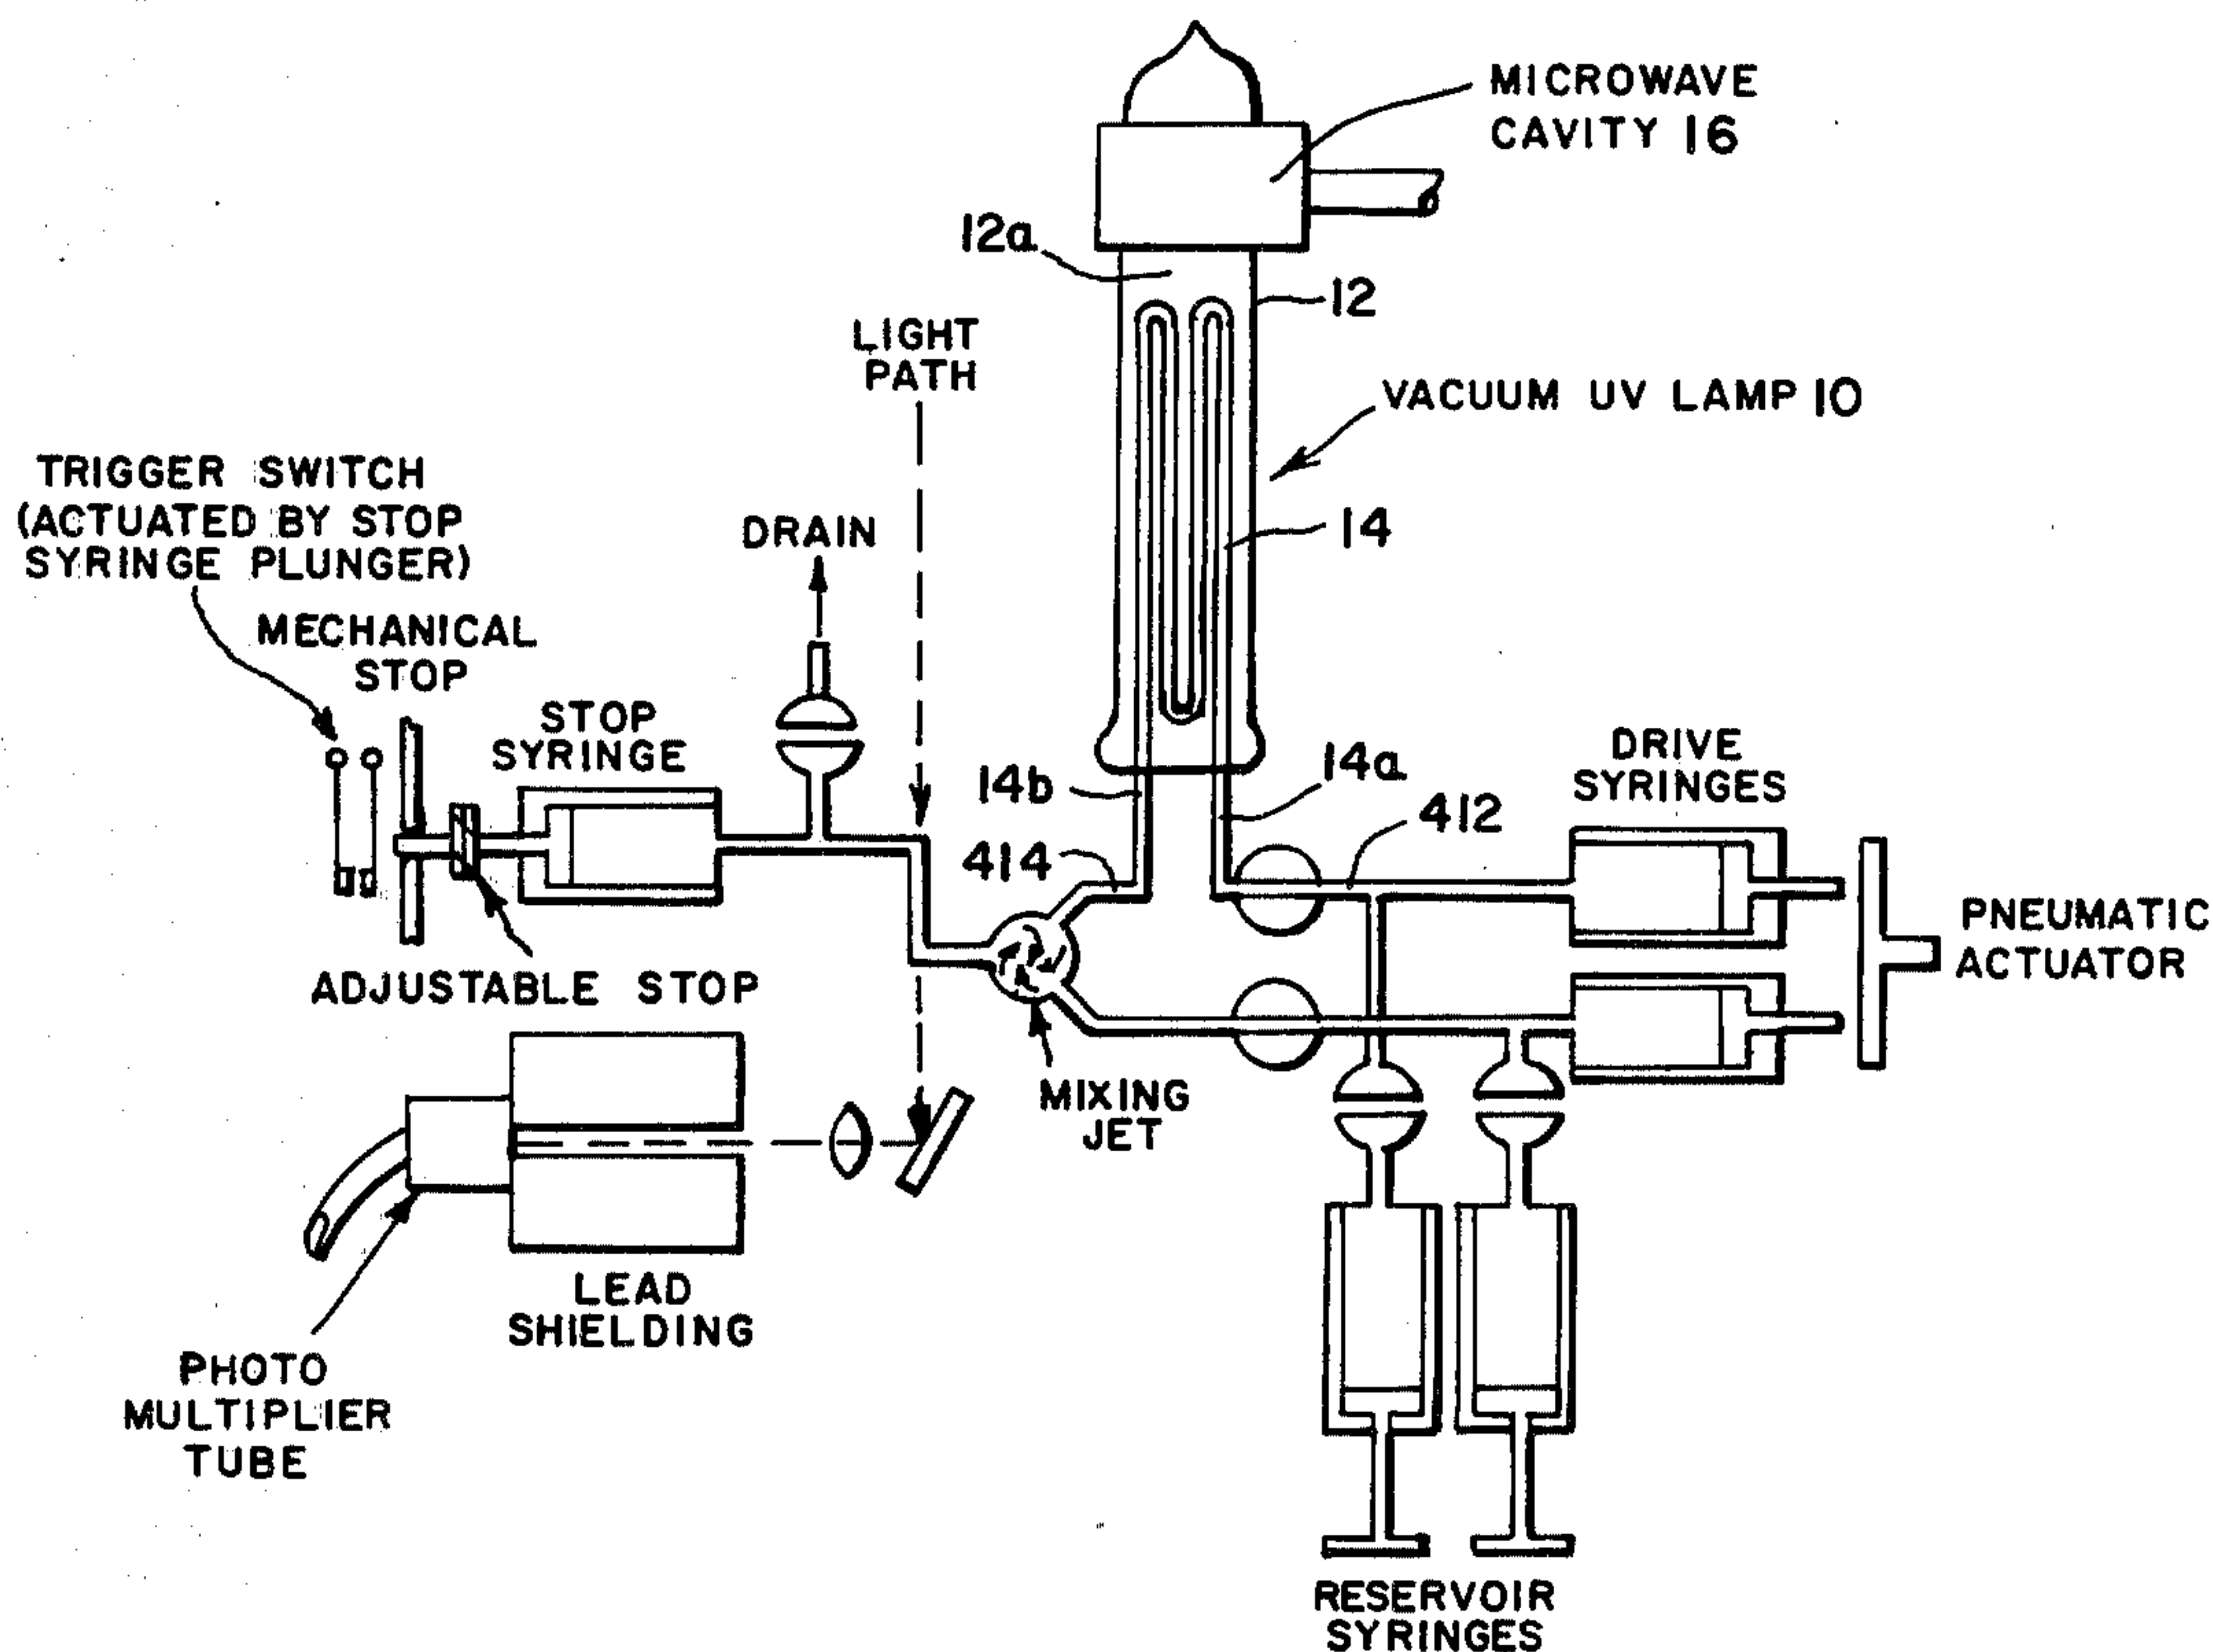 MICROWAVE
CAVITY 16
12a
12
LIGHT
PATH
VACUUM UV LAMP 10
TRIGGER SWITCH
(ACTUATED BY STOP
SYRINGE PLUNGER)
DRAIN
14
MECHANICAL
STOP
STOP
SYRINGE
14b
14a
DRIVE
SYRINGES
412
414
PNEUMATIC
ACTUATOR
ADJUSTABLE STOP
MIXING
JET
LEAD
SHIELDING
PHOTO
MULTIPLIER
TUBE
RESERVOIR
SYRINGES